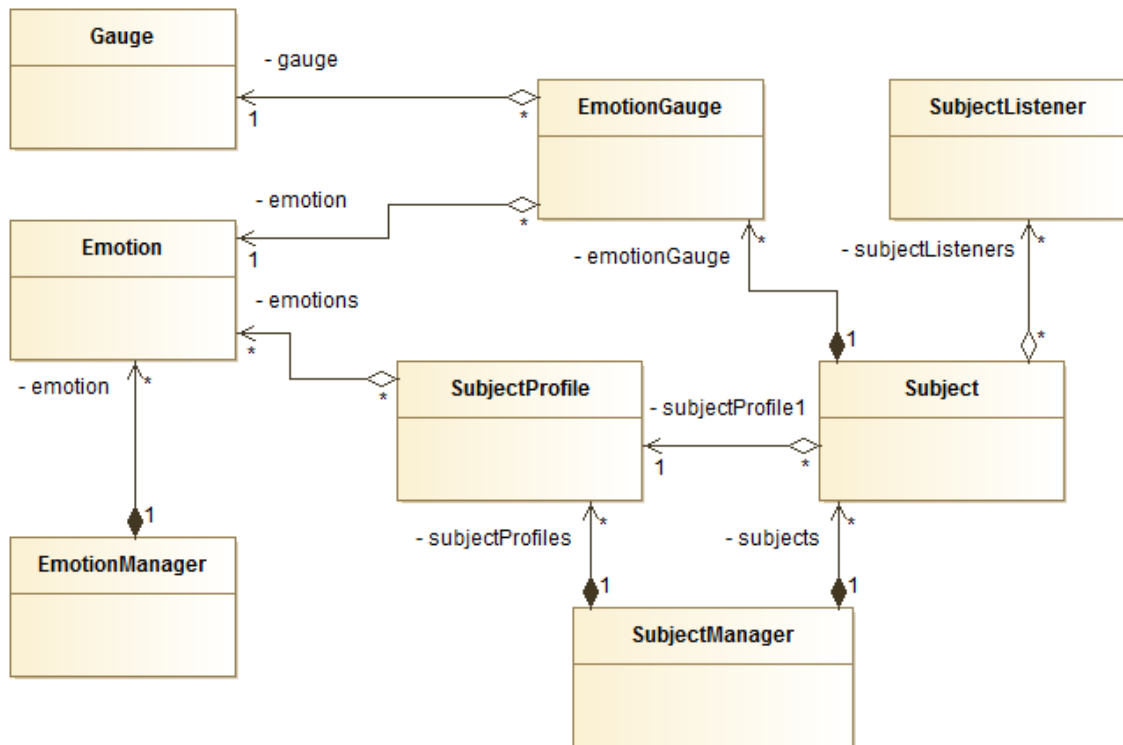 Gauge
- gauge
1
*
EmotionGauge
SubjectListener
- emotion
1
*
Emotion
- emotionGauge
*
- subjectListeners
*
- emotions
*
*
1
*
- emotion
*
SubjectProfile
- subjectProfile1
1
*
Subject
1
EmotionManager
- subjectProfiles
*
- subjects
*
1
1
SubjectManager